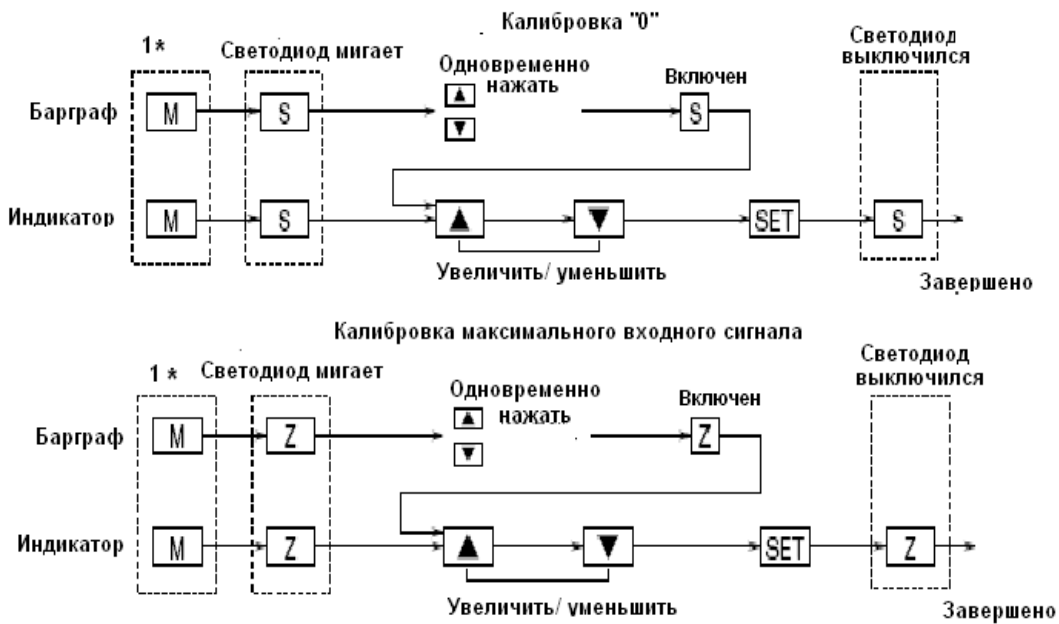 Калибровка "0"
1* Светодиод мигает Одновременно нажать Включен Светодиод выключился
▲
▼
Барграф M S S
Индикатор M S ▲ ▼ SET S
Увеличить/ уменьшить
Завершено
Калибровка максимального входного сигнала
1 * Светодиод мигает Одновременно нажать Включен Светодиод выключился
▲
▼
Барграф M Z Z
Индикатор M Z ▲ ▼ SET Z
Увеличить/ уменьшить
Завершено